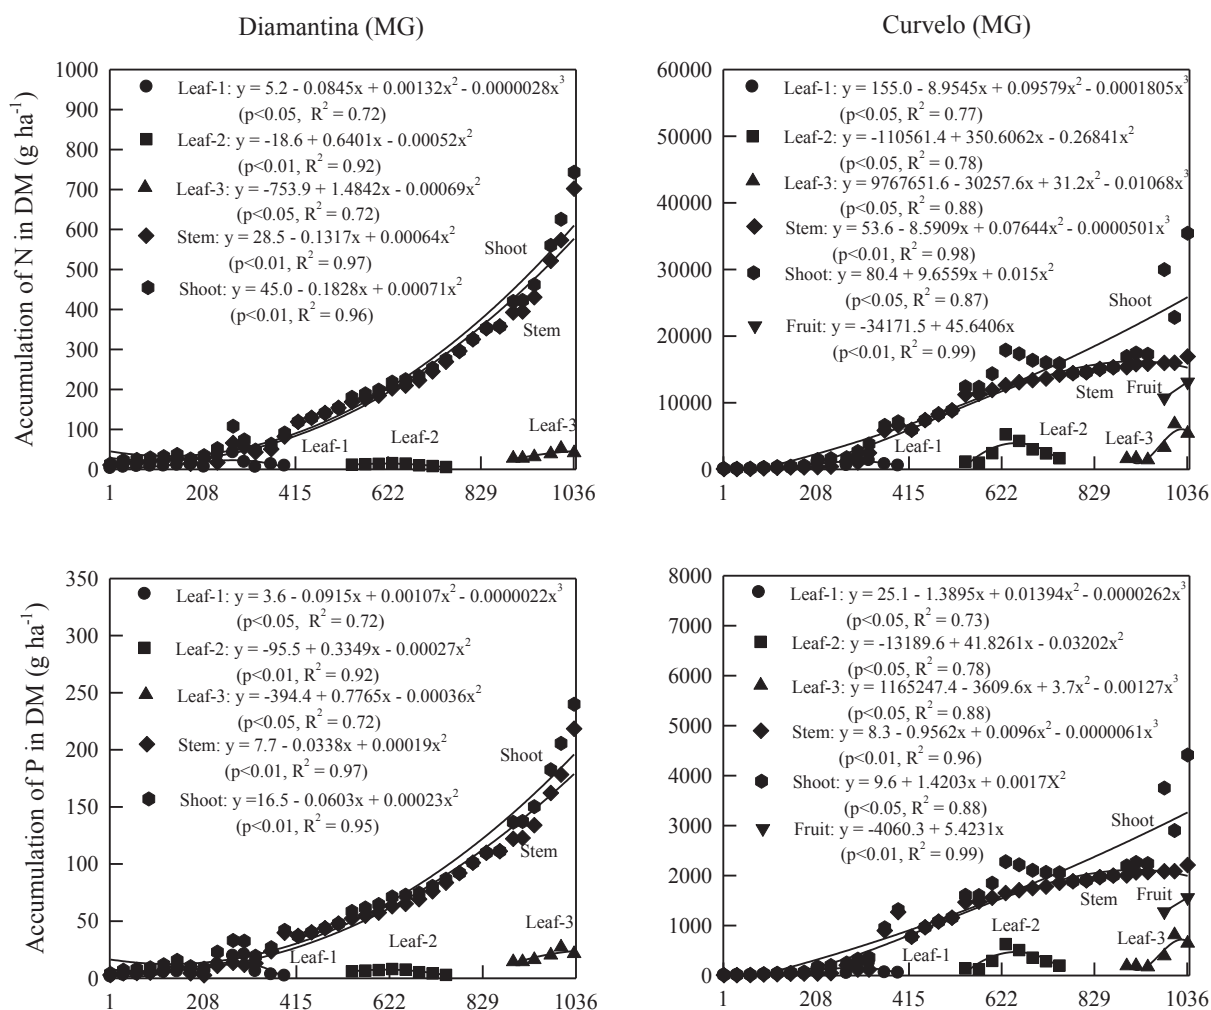 Diamantina (MG)
Curvelo (MG)
Accumulation of N in DM (g ha⁻¹)
1000
900
800
700
600
500
400
300
200
100
0
Leaf-1: y = 5.2 - 0.0845x + 0.00132x² - 0.0000028x³
(p<0.05, R² = 0.72)
Leaf-2: y = -18.6 + 0.6401x - 0.00052x²
(p<0.01, R² = 0.92)
Leaf-3: y = -753.9 + 1.4842x - 0.00069x²
(p<0.05, R² = 0.72)
Stem: y = 28.5 - 0.1317x + 0.00064x²
(p<0.01, R² = 0.97)
Shoot: y = 45.0 - 0.1828x + 0.00071x²
(p<0.01, R² = 0.96)
Shoot
Stem
Leaf-1
Leaf-2
Leaf-3
1 208 415 622 829 1036
60000
50000
40000
30000
20000
10000
0
Leaf-1: y = 155.0 - 8.9545x + 0.09579x² - 0.0001805x³
(p<0.05, R² = 0.77)
Leaf-2: y = -110561.4 + 350.6062x - 0.26841x²
(p<0.05, R² = 0.78)
Leaf-3: y = 9767651.6 - 30257.6x + 31.2x² - 0.01068x³
(p<0.05, R² = 0.88)
Stem: y = 53.6 - 8.5909x + 0.07644x² - 0.0000501x³
(p<0.01, R² = 0.98)
Shoot: y = 80.4 + 9.6559x + 0.015x²
(p<0.05, R² = 0.87)
Fruit: y = -34171.5 + 45.6406x
(p<0.01, R² = 0.99)
Shoot
Stem
Fruit
Leaf-1
Leaf-2
Leaf-3
1 208 415 622 829 1036
Accumulation of P in DM (g ha⁻¹)
350
300
250
200
150
100
50
0
Leaf-1: y = 3.6 - 0.0915x + 0.00107x² - 0.0000022x³
(p<0.05, R² = 0.72)
Leaf-2: y = -95.5 + 0.3349x - 0.00027x²
(p<0.01, R² = 0.92)
Leaf-3: y = -394.4 + 0.7765x - 0.00036x²
(p<0.05, R² = 0.72)
Stem: y = 7.7 - 0.0338x + 0.00019x²
(p<0.01, R² = 0.97)
Shoot: y =16.5 - 0.0603x + 0.00023x²
(p<0.01, R² = 0.95)
Shoot
Stem
Leaf-1
Leaf-2
Leaf-3
1 208 415 622 829 1036
8000
7000
6000
5000
4000
3000
2000
1000
0
Leaf-1: y = 25.1 - 1.3895x + 0.01394x² - 0.0000262x³
(p<0.05, R² = 0.73)
Leaf-2: y = -13189.6 + 41.8261x - 0.03202x²
(p<0.05, R² = 0.78)
Leaf-3: y = 1165247.4 - 3609.6x + 3.7x² - 0.00127x³
(p<0.05, R² = 0.88)
Stem: y = 8.3 - 0.9562x + 0.0096x² - 0.0000061x³
(p<0.01, R² = 0.96)
Shoot: y = 9.6 + 1.4203x + 0.0017X²
(p<0.05, R² = 0.88)
Fruit: y = -4060.3 + 5.4231x
(p<0.01, R² = 0.99)
Shoot
Stem
Fruit
Leaf-1
Leaf-2
Leaf-3
1 208 415 622 829 1036